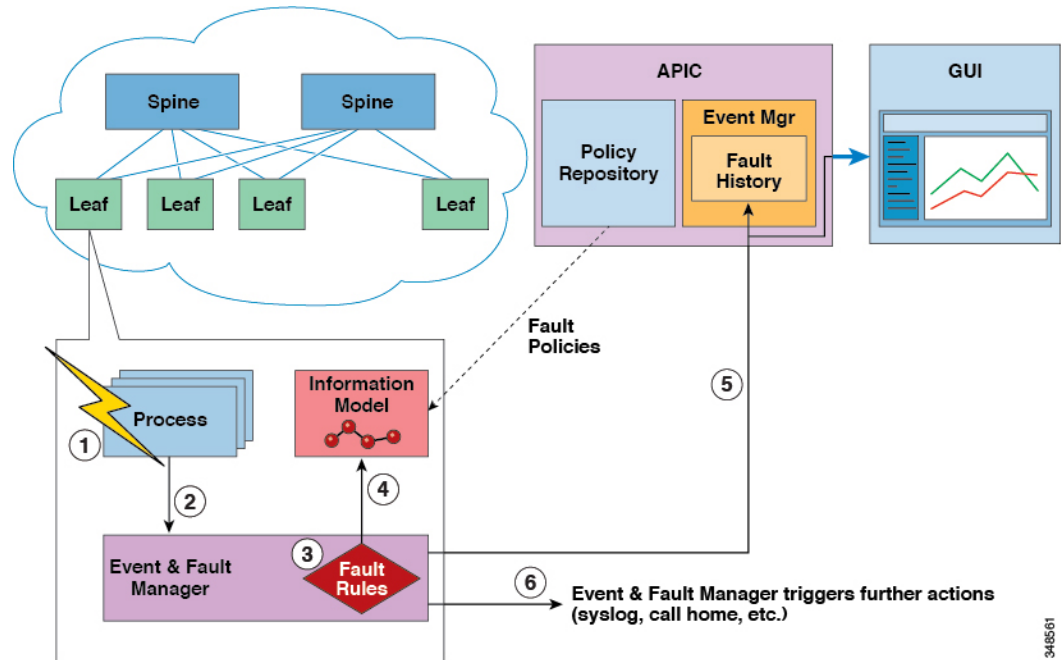 Spine
Spine
Leaf
Leaf
Leaf
Leaf
APIC
Policy
Repository
Event Mgr
Fault
History
GUI
Fault
Policies
1
Process
Information
Model
2
4
5
Event & Fault
Manager
3
Fault
Rules
6
Event & Fault Manager triggers further actions
(syslog, call home, etc.)
348561